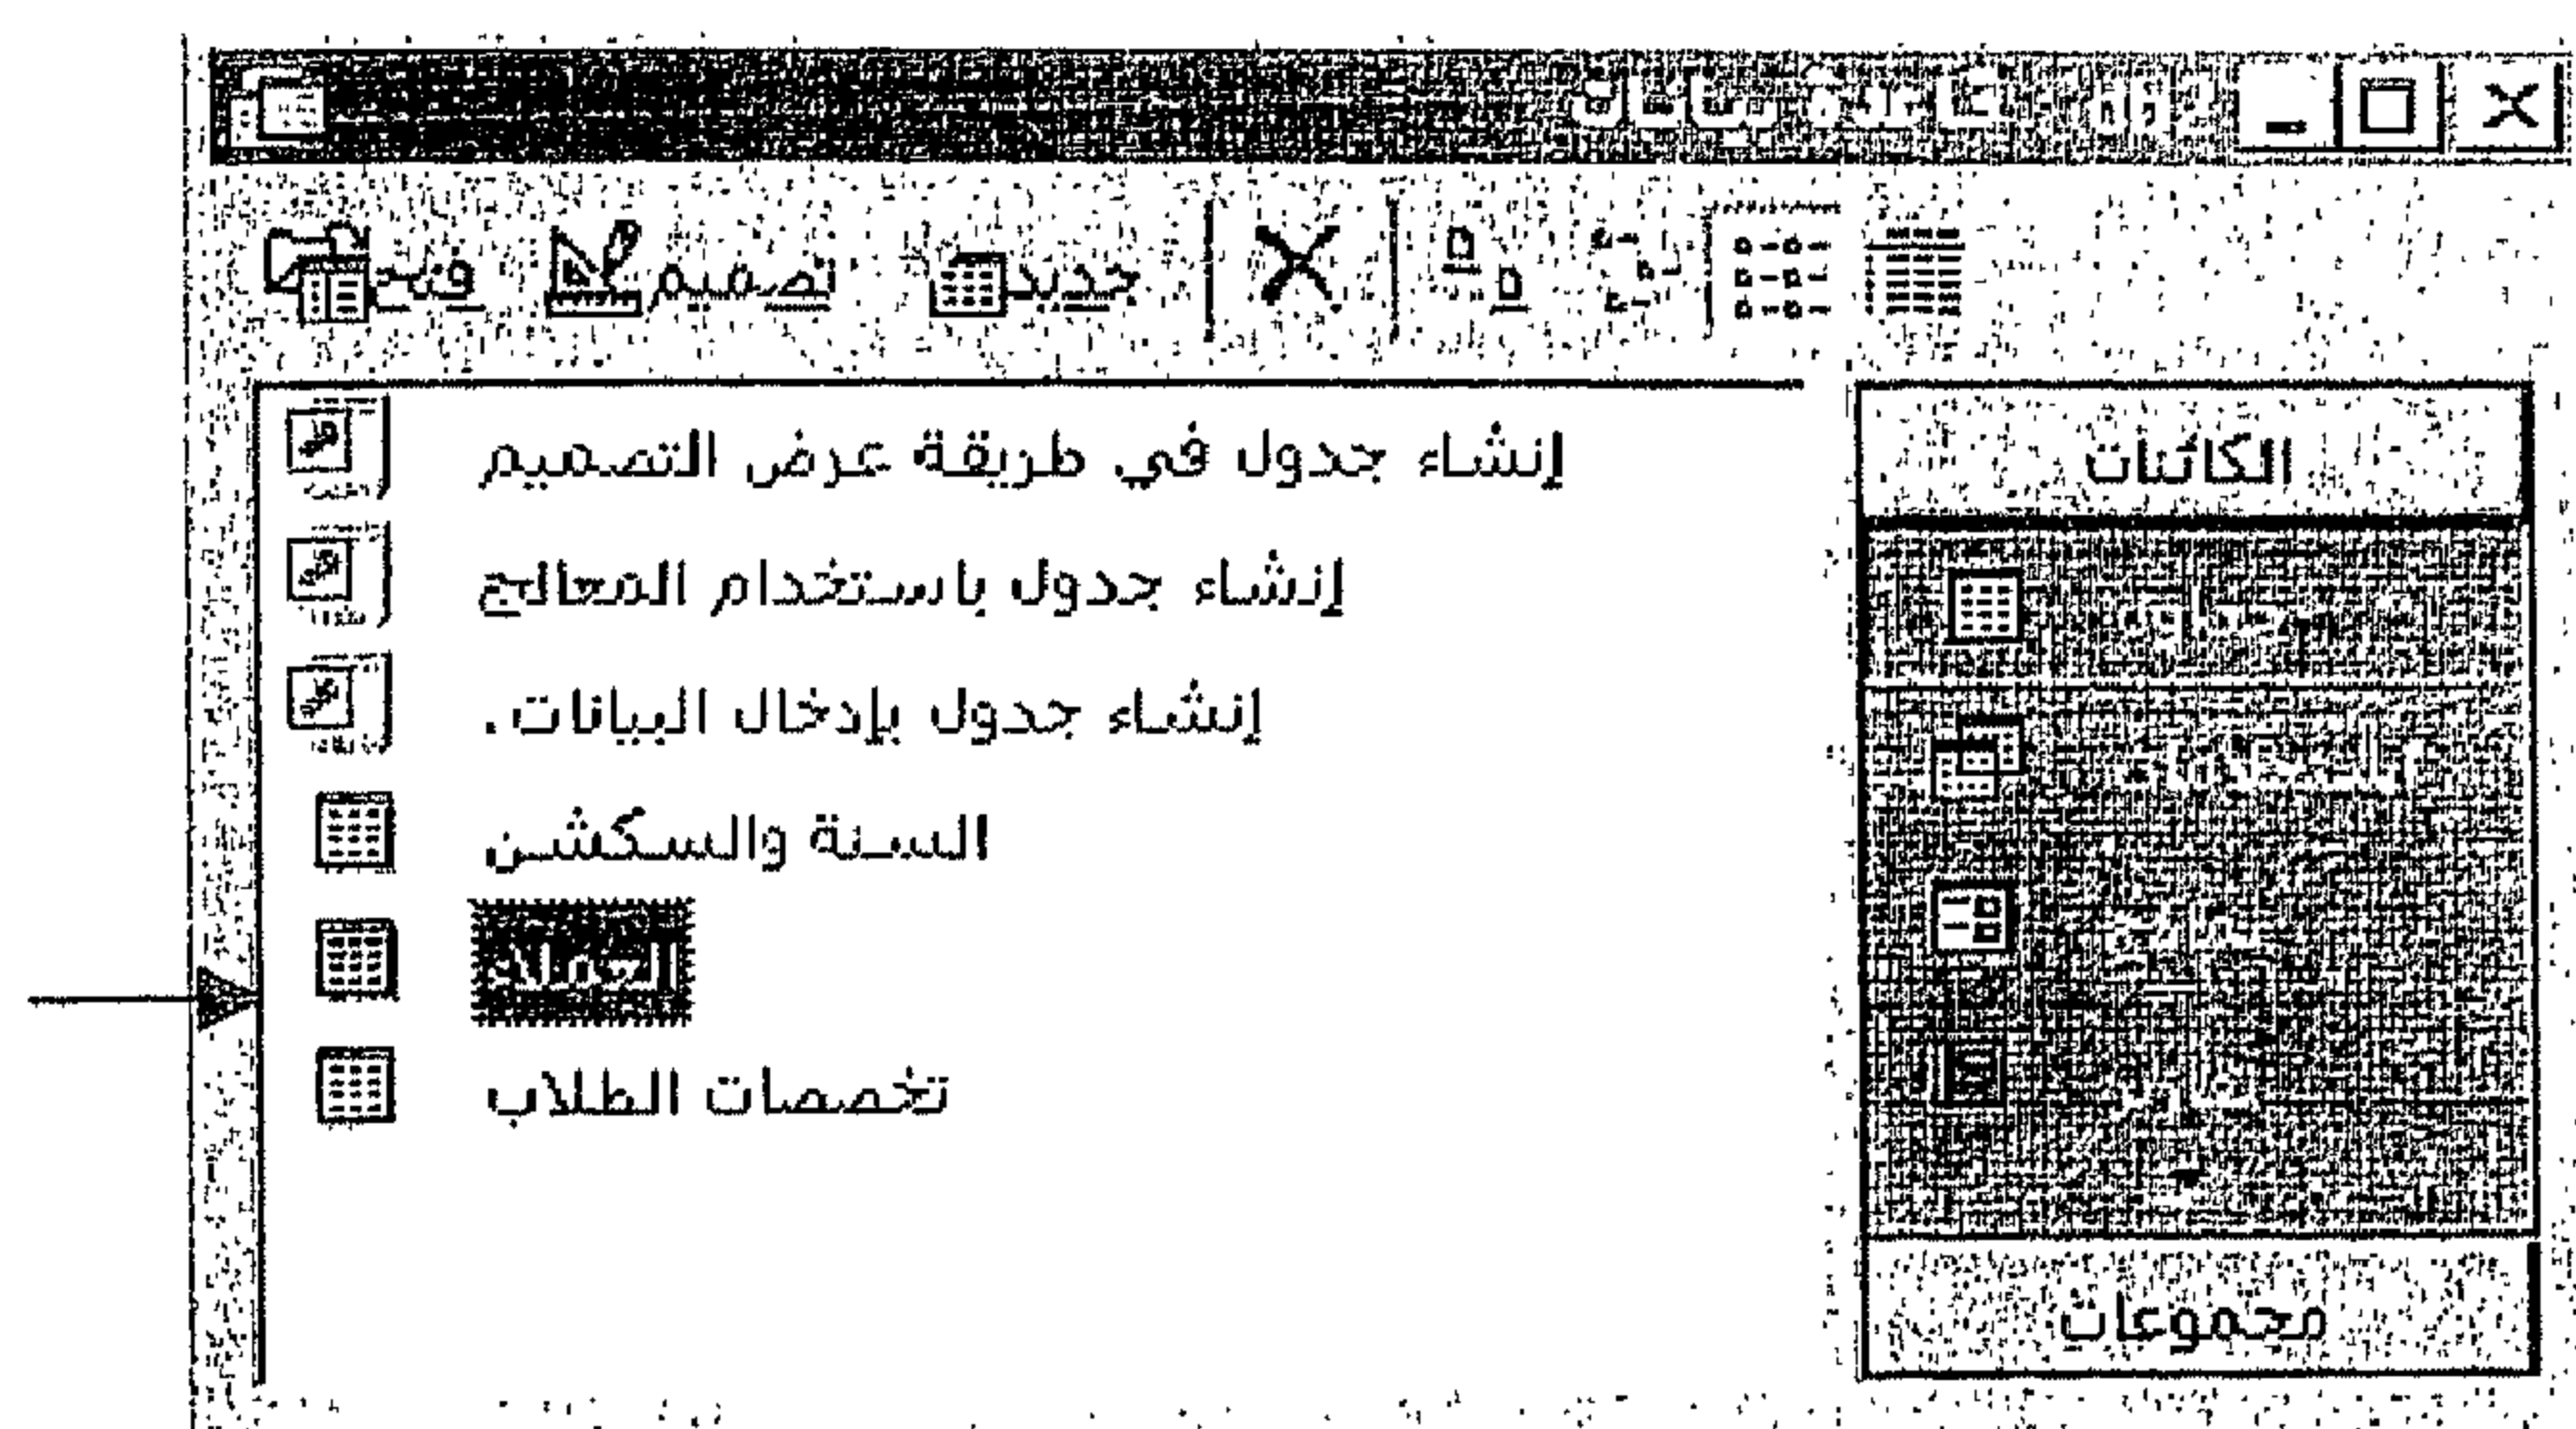 فتح تصميم جديد
الكائنات
إنشاء جدول في طريقة عرض التصميم
إنشاء جدول باستخدام المعالج
إنشاء جدول بإدخال البيانات.
السنة والسكشن
العملاء
تخصصات الطلاب
مجموعات